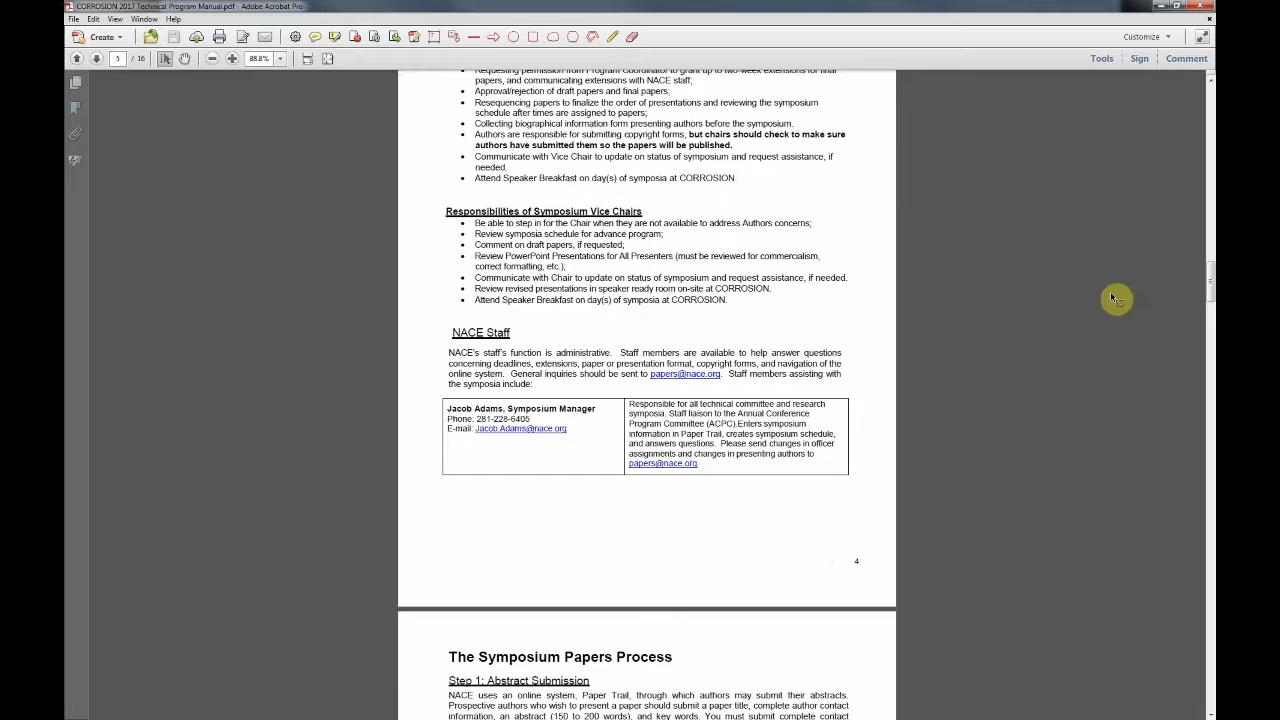 CORROSION 2017 Technical Program Manual.pdf - Adobe Acrobat Pro
File Edit View Window Help
Create
Customize
5 / 16 88.8%
Tools Sign Comment
Requesting permission from Program Coordinator to grant up to two-week extensions for final
papers, and communicating extensions with NACE staff;
Approval/rejection of draft papers and final papers;
Resequencing papers to finalize the order of presentations and reviewing the symposium
schedule after times are assigned to papers;
Collecting biographical information form presenting authors before the symposium.
Authors are responsible for submitting copyright forms, but chairs should check to make sure
authors have submitted them so the papers will be published.
Communicate with Vice Chair to update on status of symposium and request assistance, if
needed.
Attend Speaker Breakfast on day(s) of symposia at CORROSION.
Responsibilities of Symposium Vice Chairs
Be able to step in for the Chair when they are not available to address Authors concerns;
Review symposia schedule for advance program;
Comment on draft papers, if requested;
Review PowerPoint Presentations for All Presenters (must be reviewed for commercialism,
correct formatting, etc.);
Communicate with Chair to update on status of symposium and request assistance, if needed.
Review revised presentations in speaker ready room on-site at CORROSION.
Attend Speaker Breakfast on day(s) of symposia at CORROSION.
NACE Staff
NACE's staff's function is administrative. Staff members are available to help answer questions
concerning deadlines, extensions, paper or presentation format, copyright forms, and navigation of the
online system. General inquiries should be sent to papers@nace.org. Staff members assisting with
the symposia include:
Jacob Adams, Symposium Manager
Phone: 281-228-6405
E-mail: Jacob.Adams@nace.org
Responsible for all technical committee and research
symposia. Staff liaison to the Annual Conference
Program Committee (ACPC).Enters symposium
information in Paper Trail, creates symposium schedule,
and answers questions. Please send changes in officer
assignments and changes in presenting authors to
papers@nace.org.
4
The Symposium Papers Process
Step 1: Abstract Submission
NACE uses an online system, Paper Trail, through which authors may submit their abstracts.
Prospective authors who wish to present a paper should submit a paper title, complete author contact
information, an abstract (150 to 200 words), and key words. You must submit complete contact